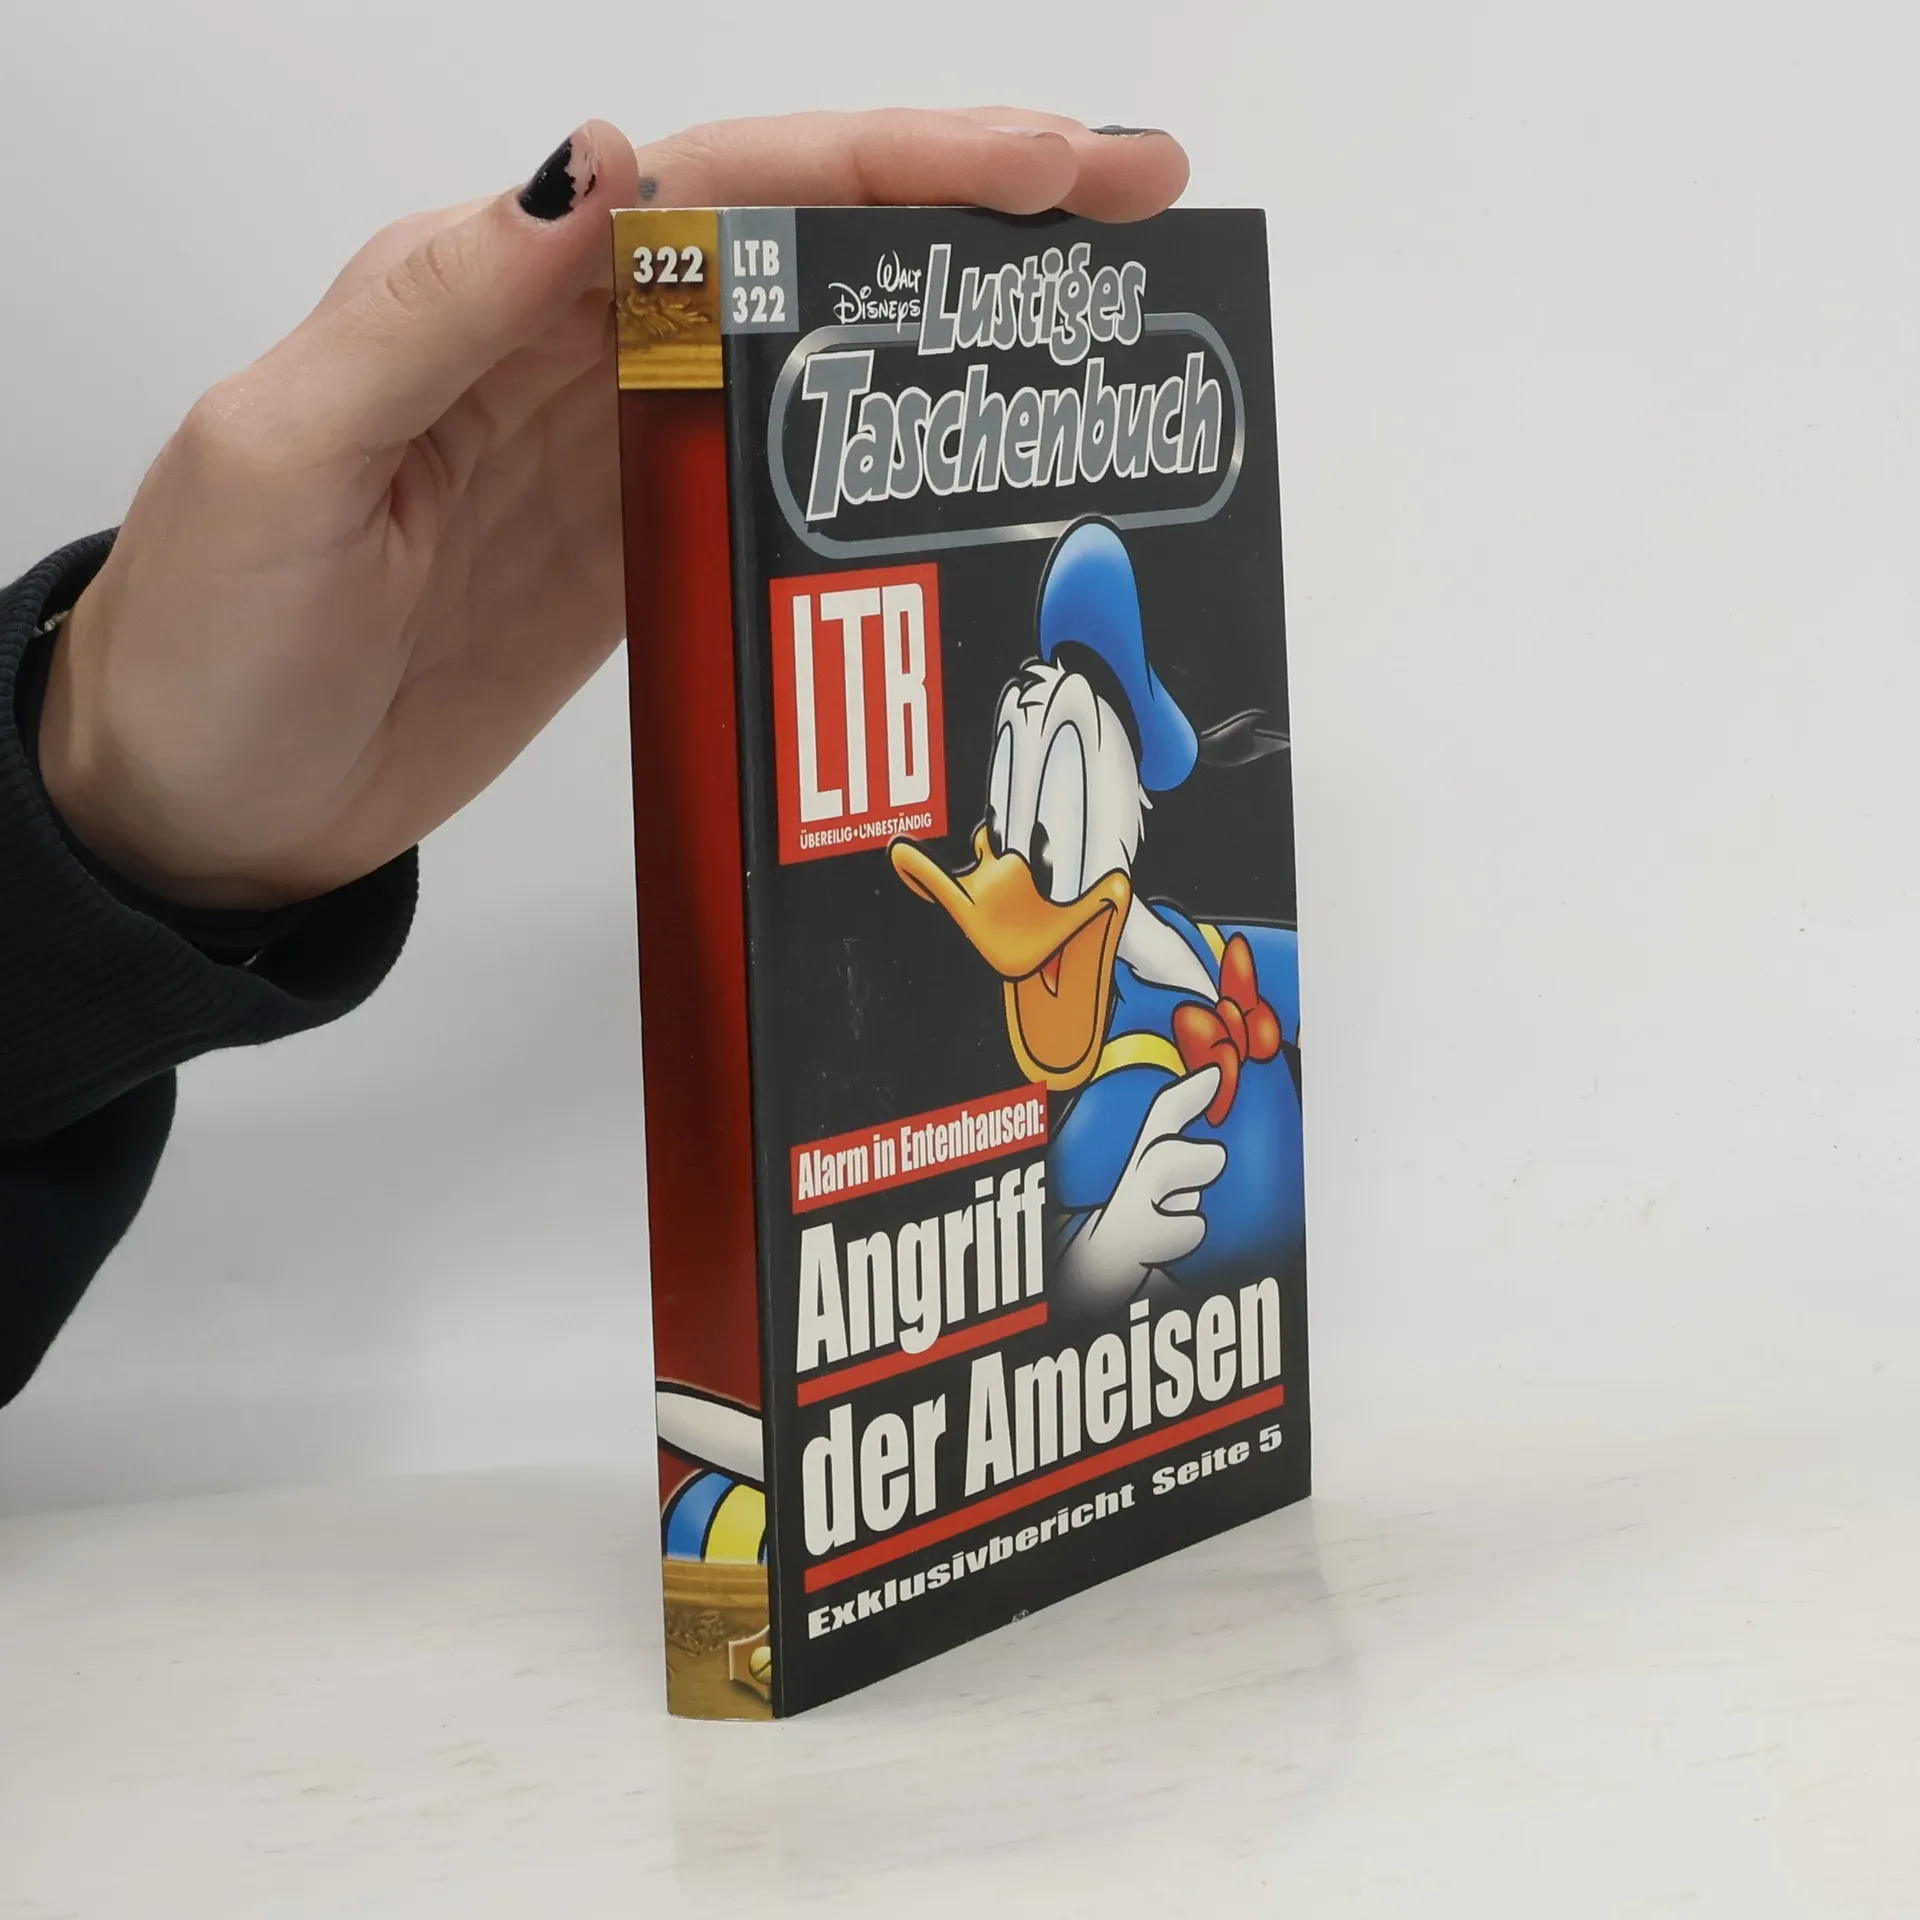 322
LTB
322
WALT
DISNEYS
Lustiges
Taschenbuch
LTB
ÜBEREILIG•UNBESTÄNDIG
Alarm in Entenhausen:
Angriff
der Ameisen
Exklusivbericht Seite 5